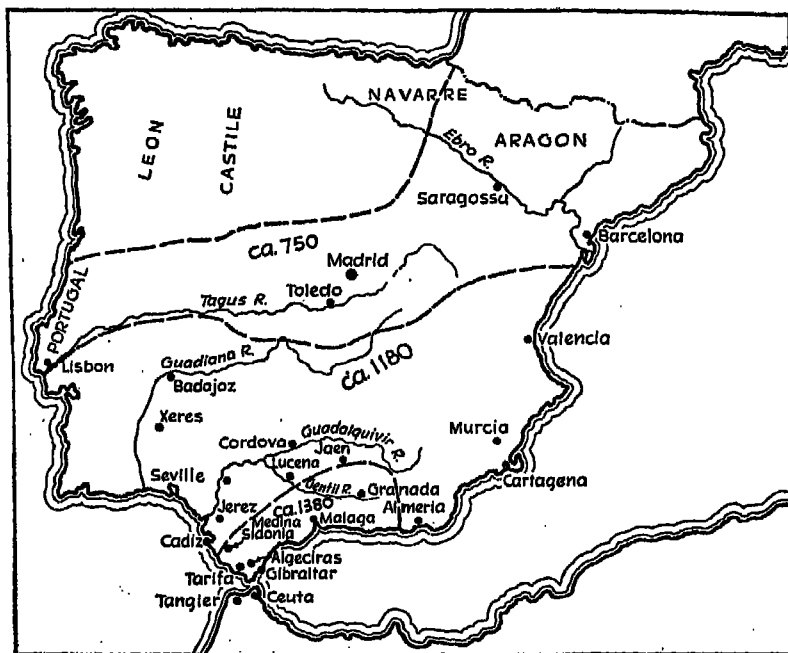 NAVARRE
LEON
CASTILE
ARAGON
Ebro R.
Saragossa
Barcelona
ca. 750
Madrid
Toledo
Tagus R.
PORTUGAL
Lisbon
Valencia
Guadiana R.
ca. 1180
Badajoz
Xeres
Cordova
Guadalquivir R.
Jaen
Murcia
Lucena
Seville
Cartagena
Gentil R.
Granada
Jerez
ca. 1380
Almeria
Medina
Sidonia
Malaga
Cadiz
Algeciras
Tarifa
Gibraltar
Tangier
Ceuta